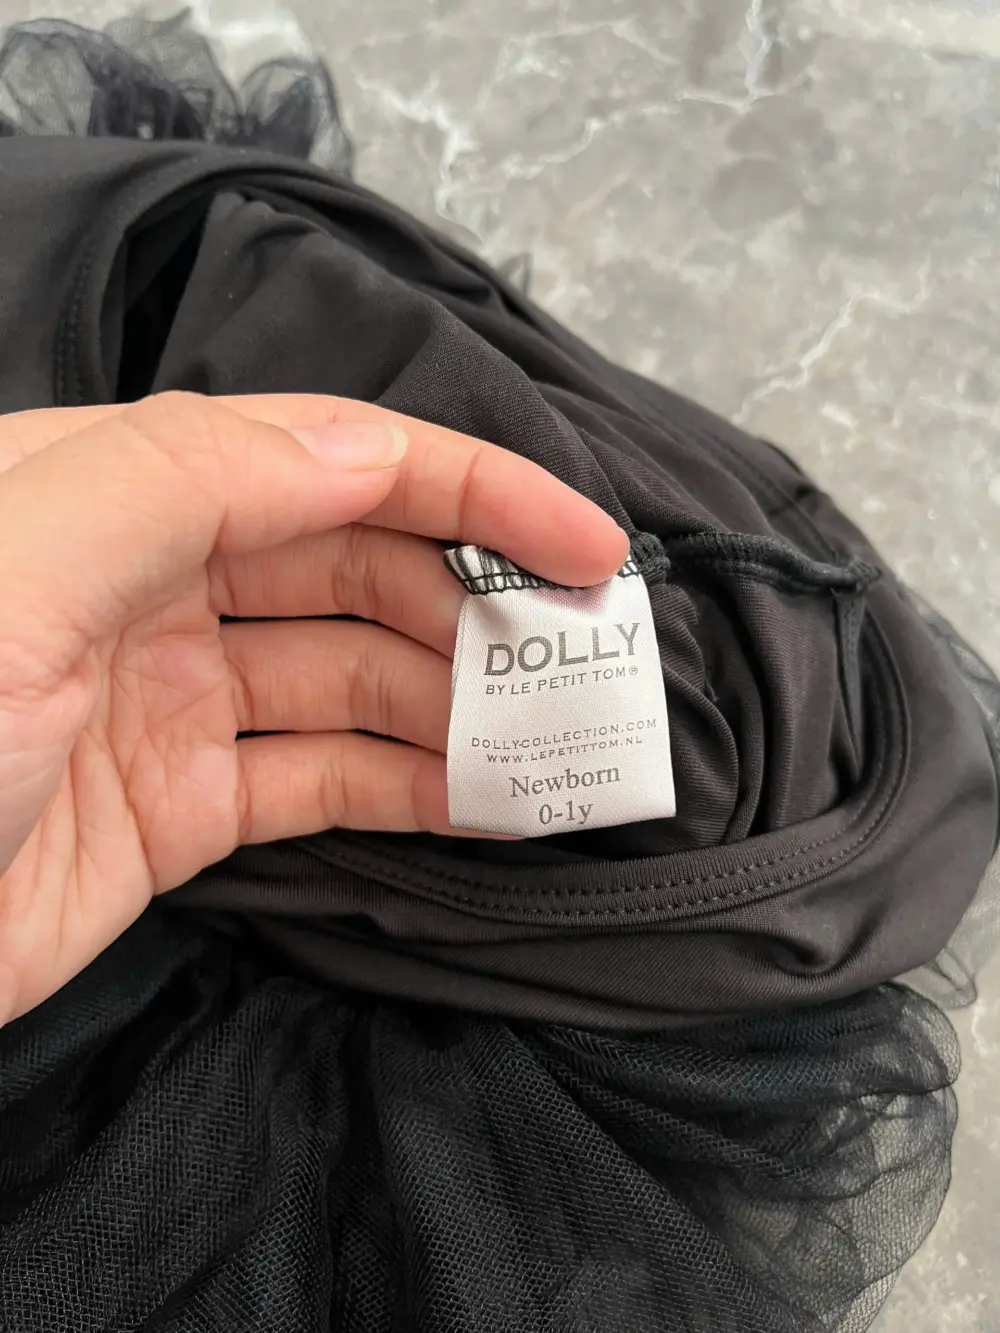 DOLLY
BY LE PETIT TOM®
DOLLY-COLLECTION.COM
WWW.LEPETITTOM.NL
Newborn
0-1y